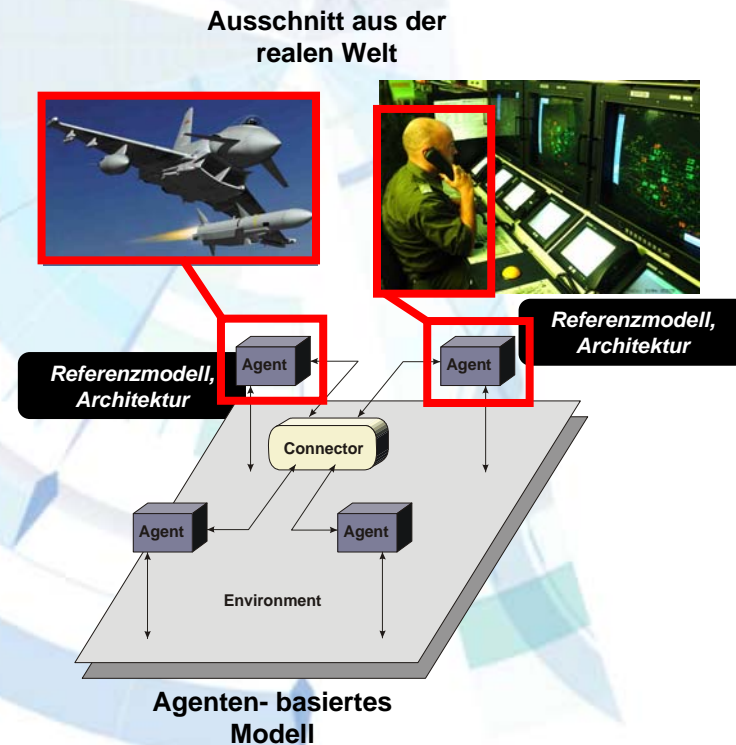 Ausschnitt aus der
realen Welt
Referenzmodell,
Architektur
Agent
Agent
Referenzmodell,
Architektur
Connector
Agent
Agent
Environment
Agenten- basiertes
Modell